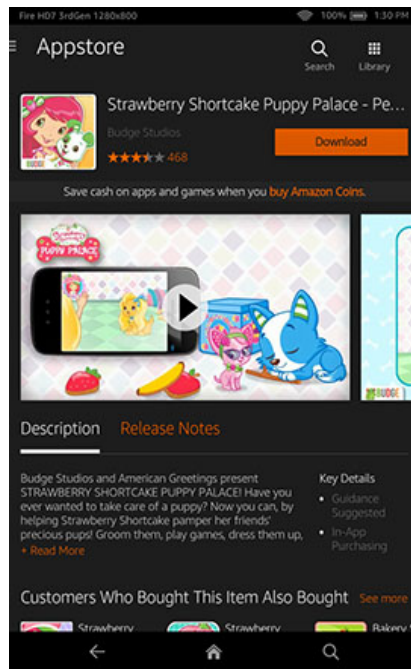 Fire HD7 3rdGen 1280x800
100% 1:30 PM
Appstore
Search
Library
Strawberry Shortcake Puppy Palace - Pe...
Budge Studios
468
Download
Save cash on apps and games when you buy Amazon Coins.
PUPPY PALACE
BUDGE
Description
Release Notes
Budge Studios and American Greetings present
STRAWBERRY SHORTCAKE PUPPY PALACE! Have you
ever wanted to take care of a puppy? Now you can, by
helping Strawberry Shortcake pamper her friends'
precious pups! Groom them, play games, dress them up,
+ Read More
Key Details
• Guidance
Suggested
• In-App
Purchasing
Customers Who Bought This Item Also Bought
See more
Strawberry
Strawberry
Bakery